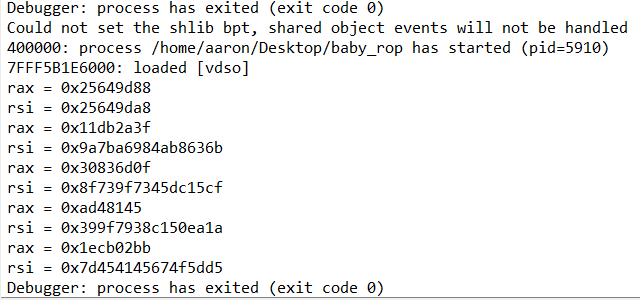 Debugger: process has exited (exit code 0)
Could not set the shlib bpt, shared object events will not be handled
400000: process /home/aaron/Desktop/baby_rop has started (pid=5910)
7FFF5B1E6000: loaded [vdso]
rax = 0x25649d88
rsi = 0x25649da8
rax = 0x11db2a3f
rsi = 0x9a7ba6984ab8636b
rax = 0x30836d0f
rsi = 0x8f739f7345dc15cf
rax = 0xad48145
rsi = 0x399f7938c150ea1a
rax = 0x1ecb02bb
rsi = 0x7d454145674f5dd5
Debugger: process has exited (exit code 0)